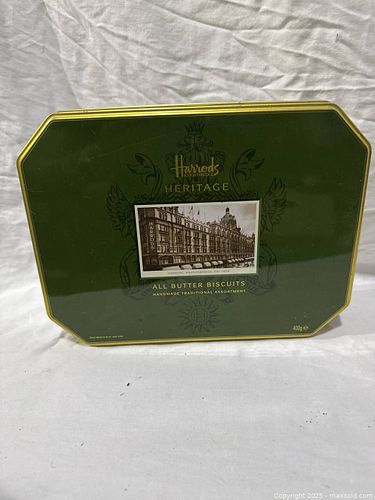 Harrods
HERITAGE
ALL BUTTER BISCUITS
HANDMADE TRADITIONAL ASSORTMENT
400g ℮
Copyright 2025 - maxsold.com